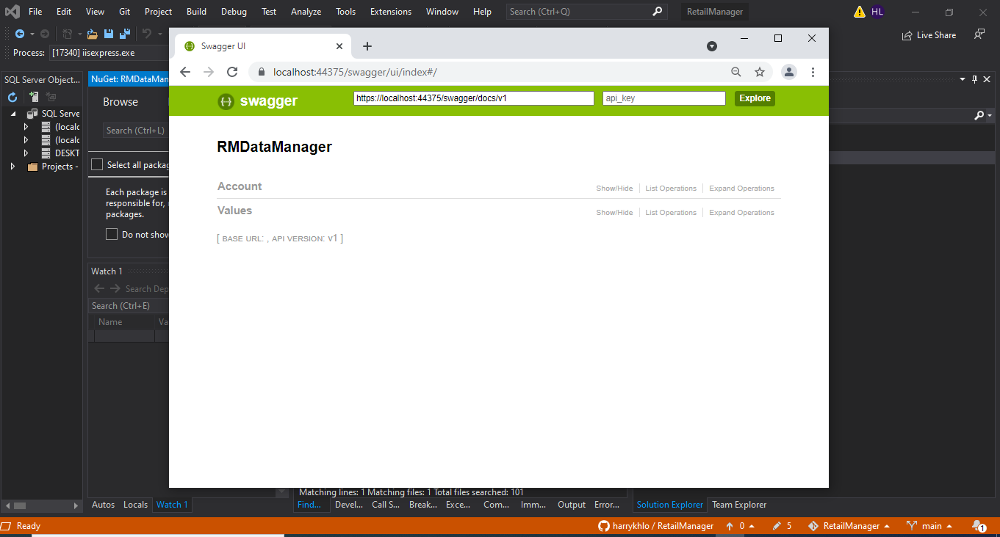 File Edit View Git Project Build Debug Test Analyze Tools Extensions Window Help Search (Ctrl+Q) RetailManager HL
Live Share
Process: [17340] iisexpress.exe
Swagger UI
localhost:44375/swagger/ui/index#/
swagger https://localhost:44375/swagger/docs/v1 api_key Explore
RMDataManager
Account Show/Hide List Operations Expand Operations
Values Show/Hide List Operations Expand Operations
[ BASE URL: , API VERSION: v1 ]
SQL Server Object...
SQL Serve
(localc
(localc
DESKT
Projects -
NuGet: RMDataMan
Browse
Search (Ctrl+L)
Select all packag
Each package is
responsible for,
packages.
Do not show
Watch 1
Search Dep
Search (Ctrl+E)
Name Va
Matching lines: 1 Matching files: 1 Total files searched: 101
Autos Locals Watch 1 Find... Devel... Call S... Break... Exce... Com... Imm... Output Error... Solution Explorer Team Explorer
Ready harrykhlo / RetailManager 0 5 RetailManager main 1